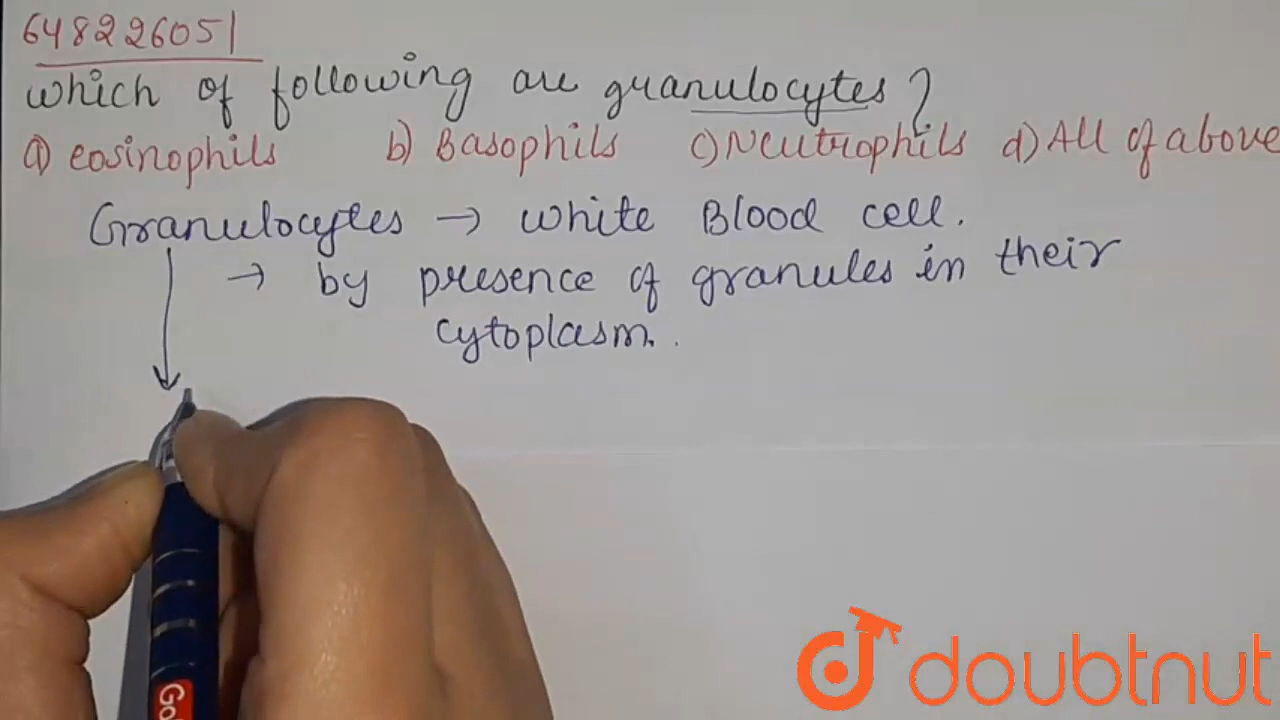 648226051
which of following are granulocytes?
a) eosinophils b) Basophils c) Neutrophils d) All of above
Granulocytes → White Blood cell.
→ by presence of granules in their
cytoplasm.
Gol
doubtnut